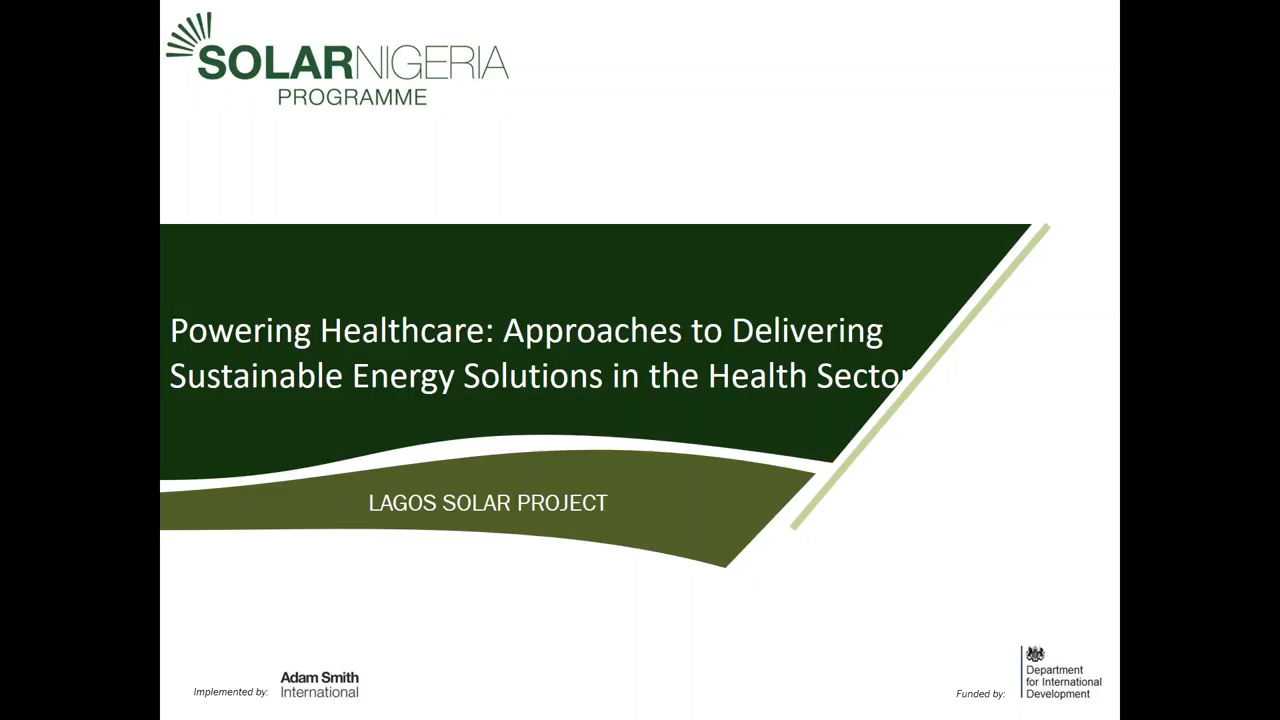 SOLARNIGERIA
PROGRAMME
Powering Healthcare: Approaches to Delivering
Sustainable Energy Solutions in the Health Sector
LAGOS SOLAR PROJECT
Implemented by:
Adam Smith
International
Funded by:
Department
for International
Development